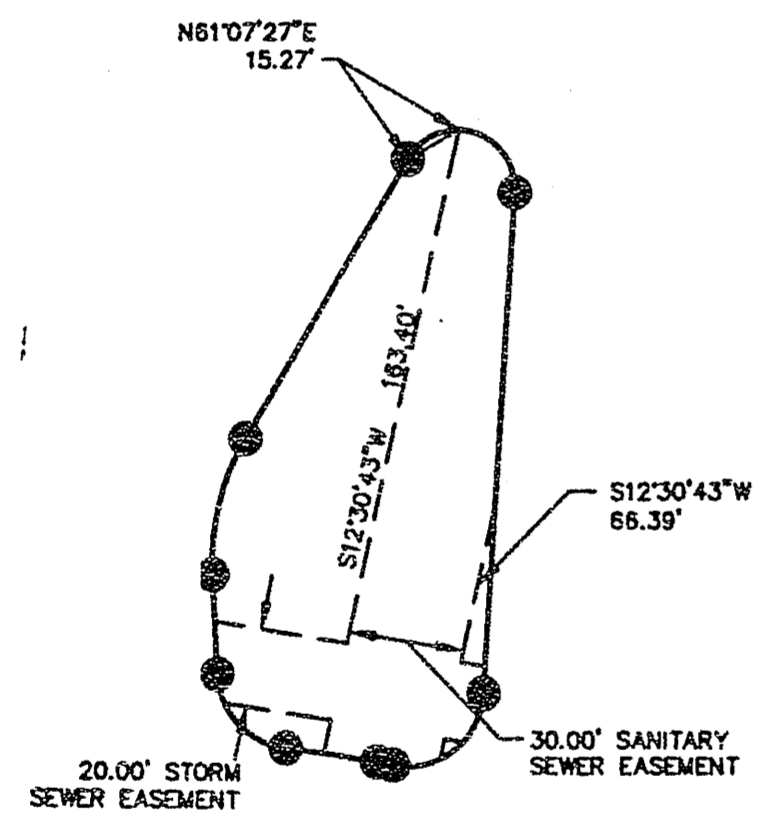 N61°07'27"E
15.27'
163.40'
S12°30'43"W
S12°30'43"W
66.39'
30.00' SANITARY
SEWER EASEMENT
20.00' STORM
SEWER EASEMENT